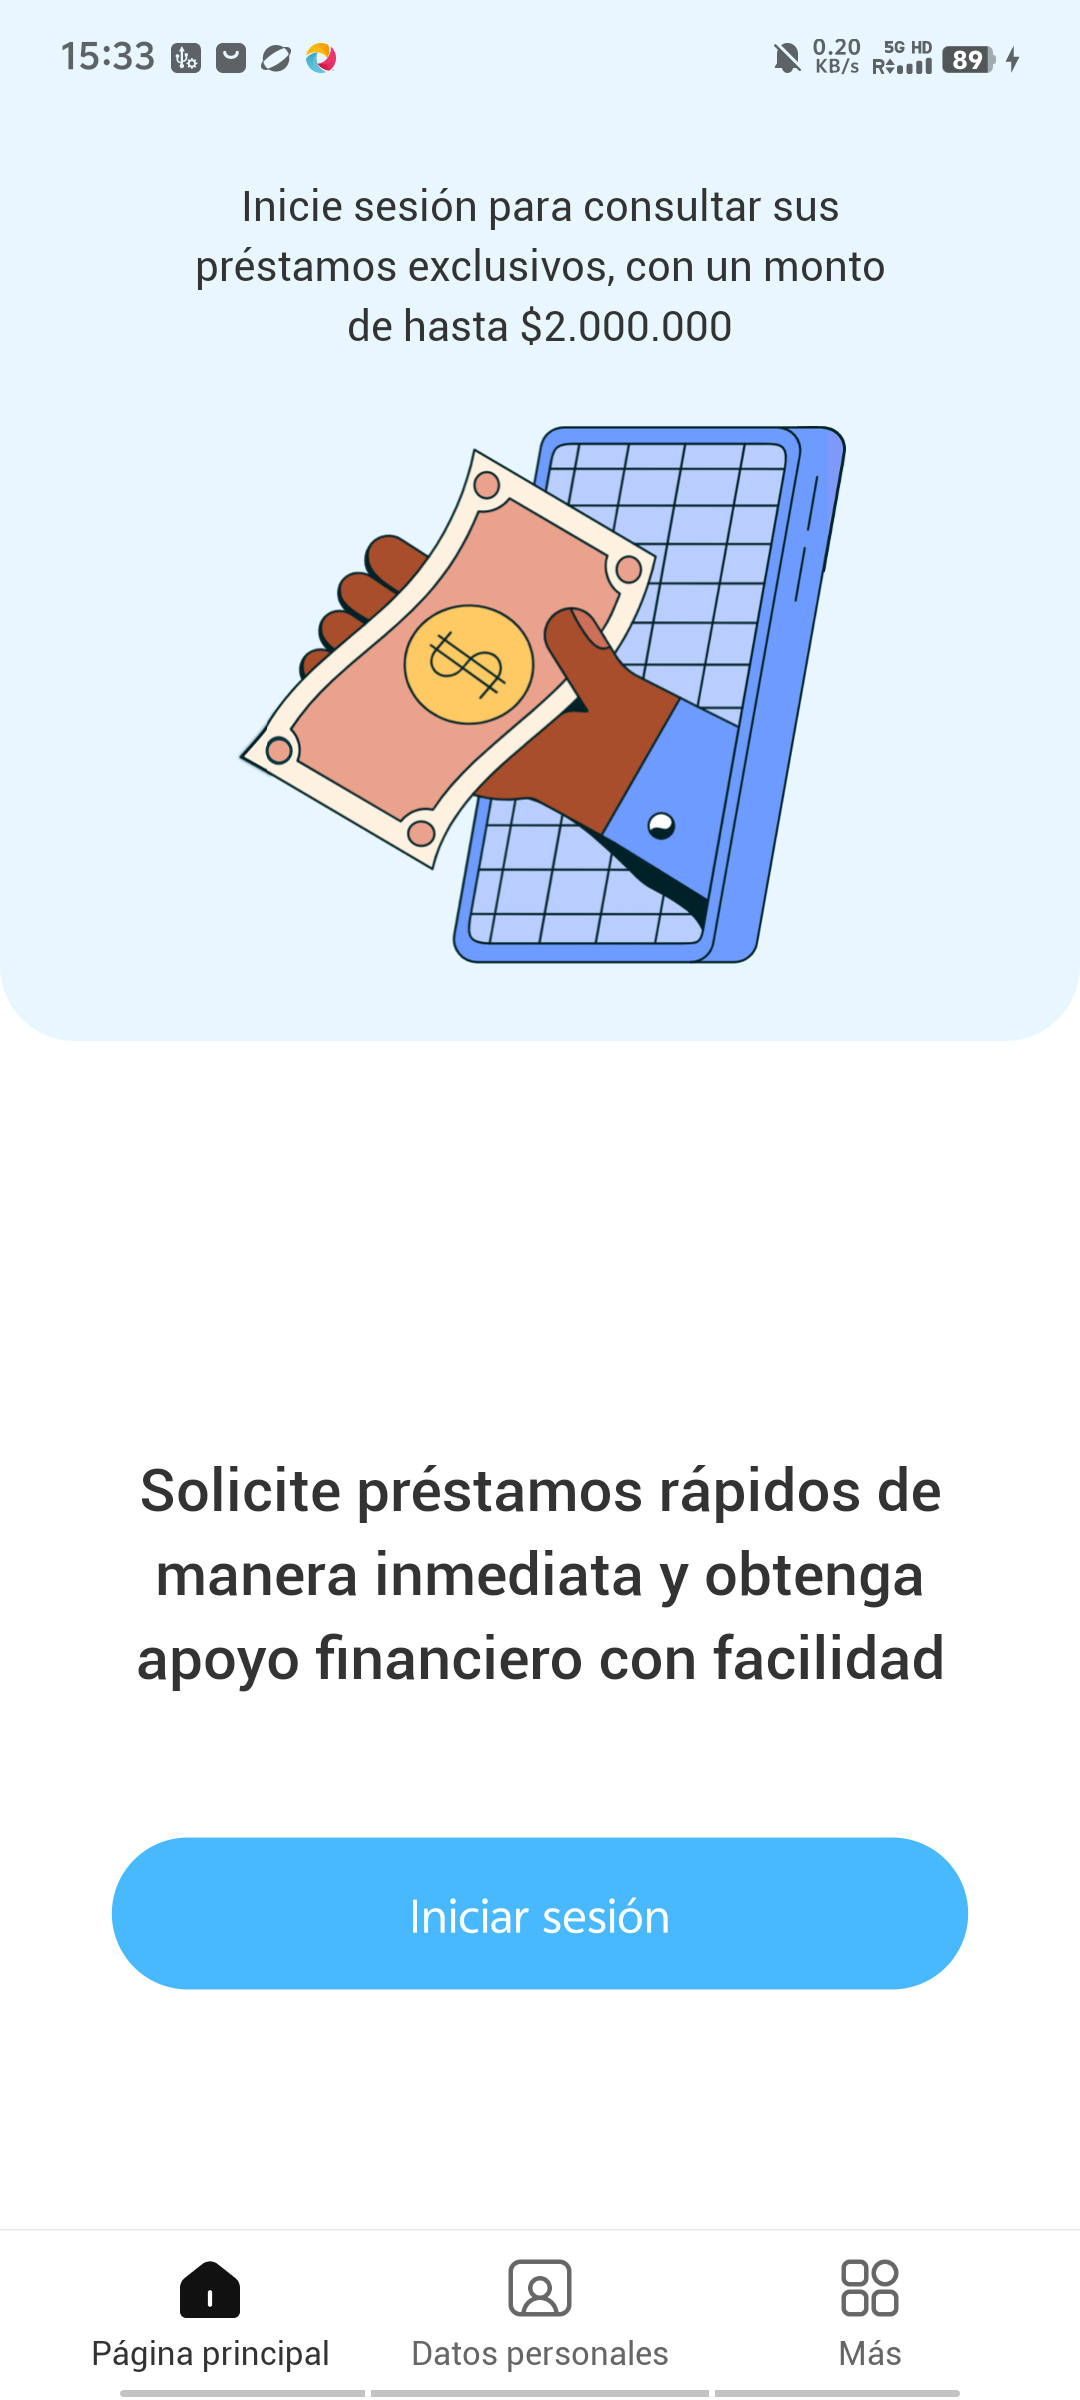 15:33
0.20
KB/s
5G HD
R
89
Inicie sesión para consultar sus
préstamos exclusivos, con un monto
de hasta $2.000.000
$
Solicite préstamos rápidos de
manera inmediata y obtenga
apoyo financiero con facilidad
Iniciar sesión
Página principal
Datos personales
Más